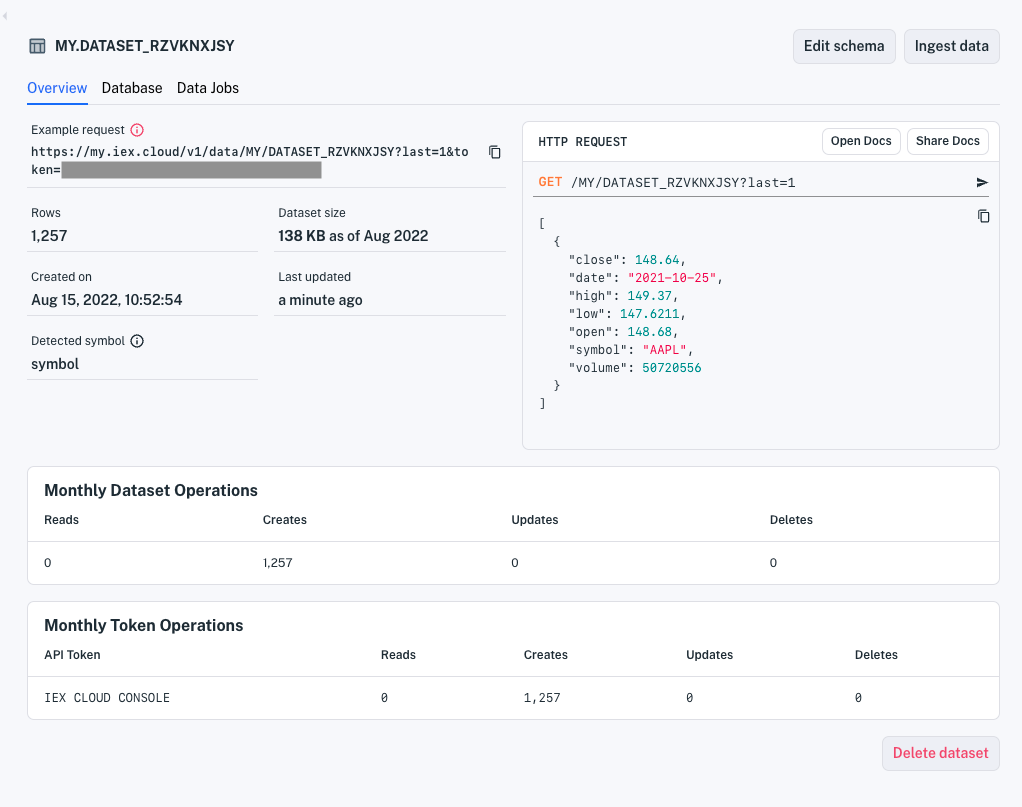 MY.DATASET_RZVKNXJSY
Edit schema
Ingest data
Overview
Database
Data Jobs
Example request
https://my.iex.cloud/v1/data/MY/DATASET_RZVKNXJSY?last=1&to
ken=
Rows
1,257
Dataset size
138 KB as of Aug 2022
Created on
Aug 15, 2022, 10:52:54
Last updated
a minute ago
Detected symbol
symbol
HTTP REQUEST
Open Docs
Share Docs
GET /MY/DATASET_RZVKNXJSY?last=1
[
{
"close": 148.64,
"date": "2021-10-25",
"high": 149.37,
"low": 147.6211,
"open": 148.68,
"symbol": "AAPL",
"volume": 50720556
}
]
Monthly Dataset Operations
Reads Creates Updates Deletes
0 1,257 0 0
Monthly Token Operations
API Token Reads Creates Updates Deletes
IEX CLOUD CONSOLE 0 1,257 0 0
Delete dataset